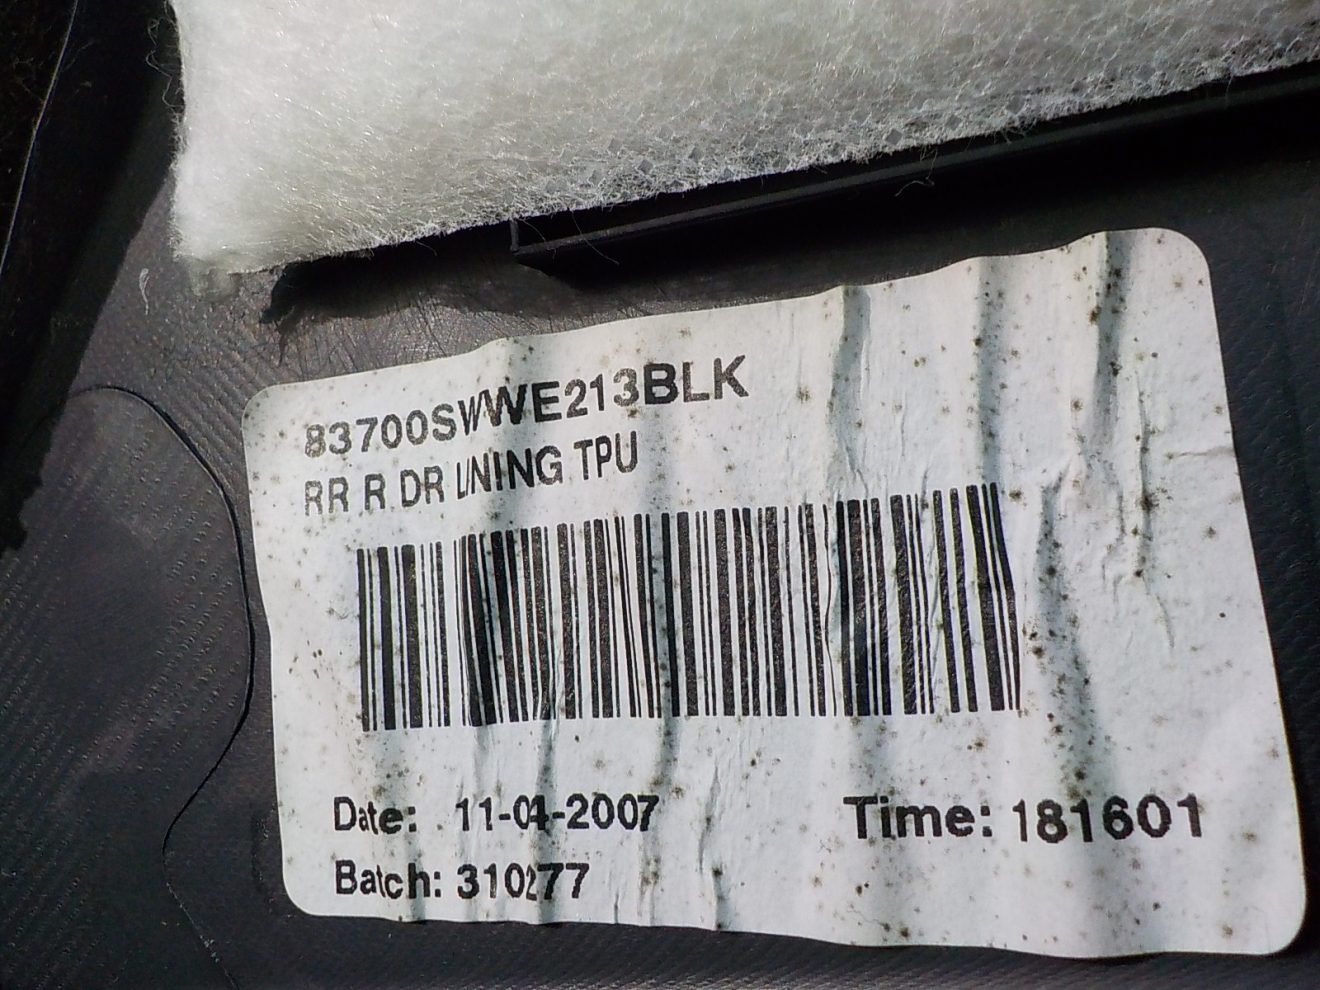 83700SWWE213BLK
RR R DR LINING TPU
Date: 11-04-2007
Time: 181601
Batch: 310277